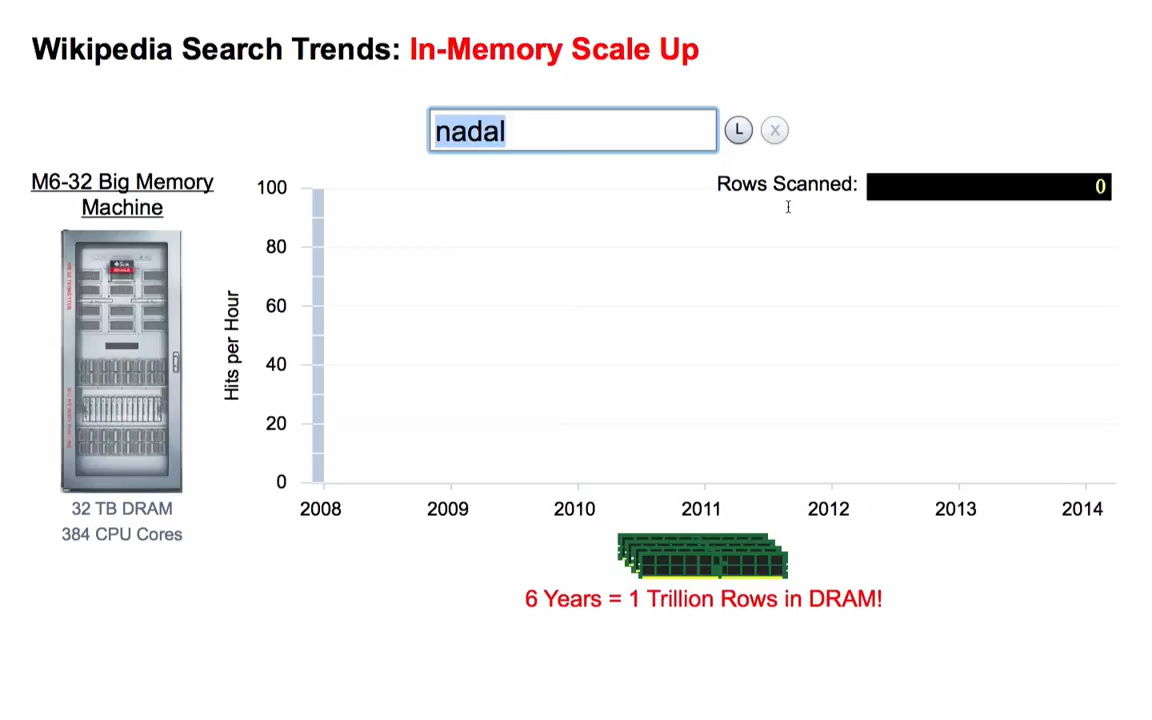 Wikipedia Search Trends: In-Memory Scale Up
nadal
L X
M6-32 Big Memory
Machine
Rows Scanned: 0
100
80
60
40
20
0
Hits per Hour
2008 2009 2010 2011 2012 2013 2014
32 TB DRAM
384 CPU Cores
6 Years = 1 Trillion Rows in DRAM!